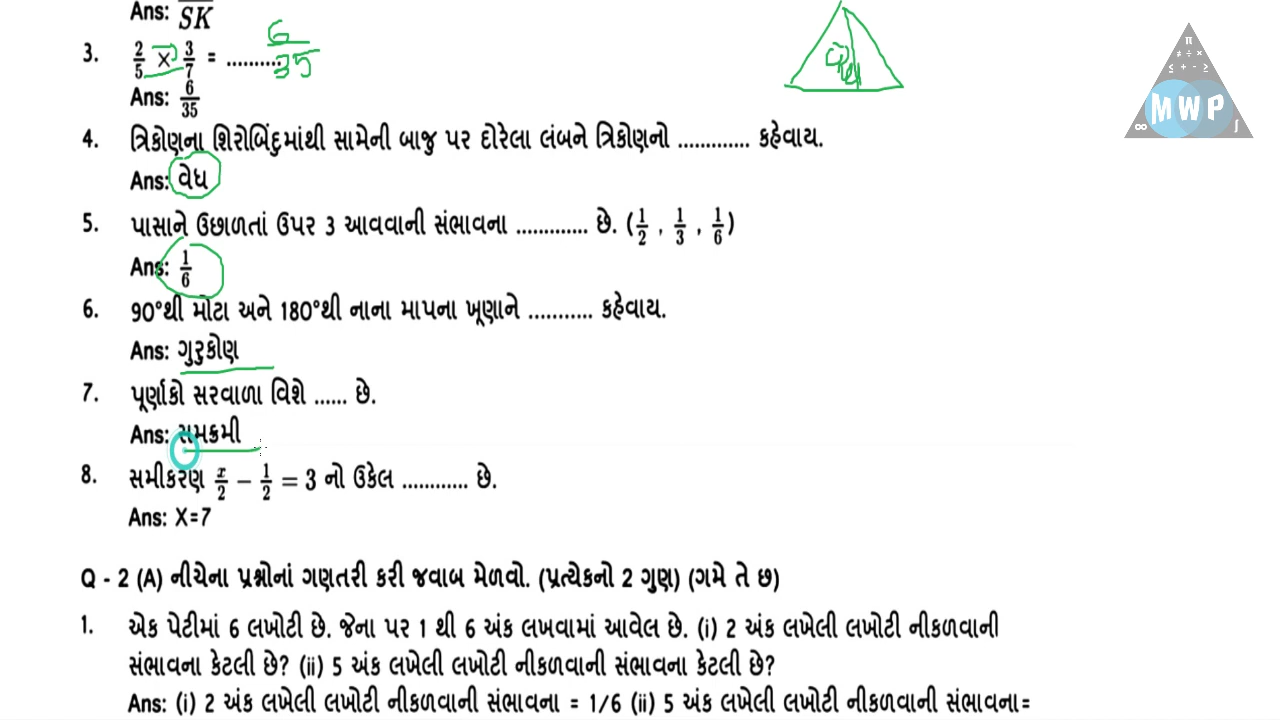 Ans: SK
3. 2/5 × 3/7 = .......... 6/35
Ans: 6/35
વેધ
π
≠ ÷ ×
≤ + - ≥
MWP
∞ ∫
4. ત્રિકોણના શિરોબિંદુમાંથી સામેની બાજુ પર દોરેલા લંબને ત્રિકોણનો ............. કહેવાય.
Ans: વેધ
5. પાસાને ઉછાળતાં ઉપર 3 આવવાની સંભાવના ............. છે. (1/2 , 1/3 , 1/6)
Ans: 1/6
6. 90°થી મોટા અને 180°થી નાના માપના ખૂણાને ........... કહેવાય.
Ans: ગુરુકોણ
7. પૂર્ણાકો સરવાળા વિશે ...... છે.
Ans: સમક્રમી
8. સમીકરણ x/2 − 1/2 = 3 નો ઉકેલ ............ છે.
Ans: X=7
Q - 2 (A) નીચેના પ્રશ્નોનાં ગણતરી કરી જવાબ મેળવો. (પ્રત્યેકનો 2 ગુણ) (ગમે તે છ)
1. એક પેટીમાં 6 લખોટી છે. જેના પર 1 થી 6 અંક લખવામાં આવેલ છે. (i) 2 અંક લખેલી લખોટી નીકળવાની
સંભાવના કેટલી છે? (ii) 5 અંક લખેલી લખોટી નીકળવાની સંભાવના કેટલી છે?
Ans: (i) 2 અંક લખેલી લખોટી નીકળવાની સંભાવના = 1/6 (ii) 5 અંક લખેલી લખોટી નીકળવાની સંભાવના=